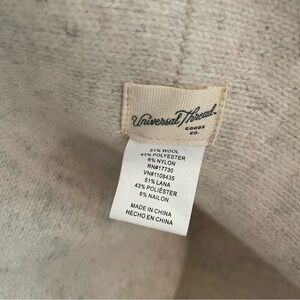 Universal Thread
GOODS
CO.
51% WOOL
43% POLYESTER
6% NYLON
RN#17730
VN#1108435
51% LANA
43% POLIÉSTER
6% NAILON
MADE IN CHINA
HECHO EN CHINA